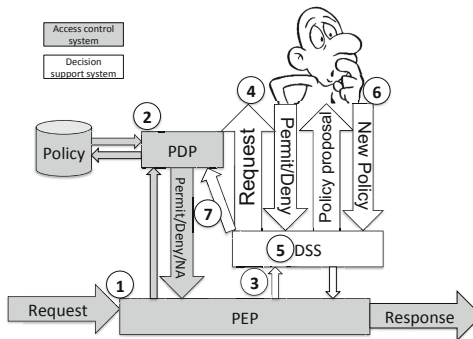 Access control
system
Decision
support system
2
4
6
Policy
PDP
Request
Permit/Deny
Policy proposal
New Policy
Permit/Deny/NA
7
5
DSS
1
3
Request
PEP
Response